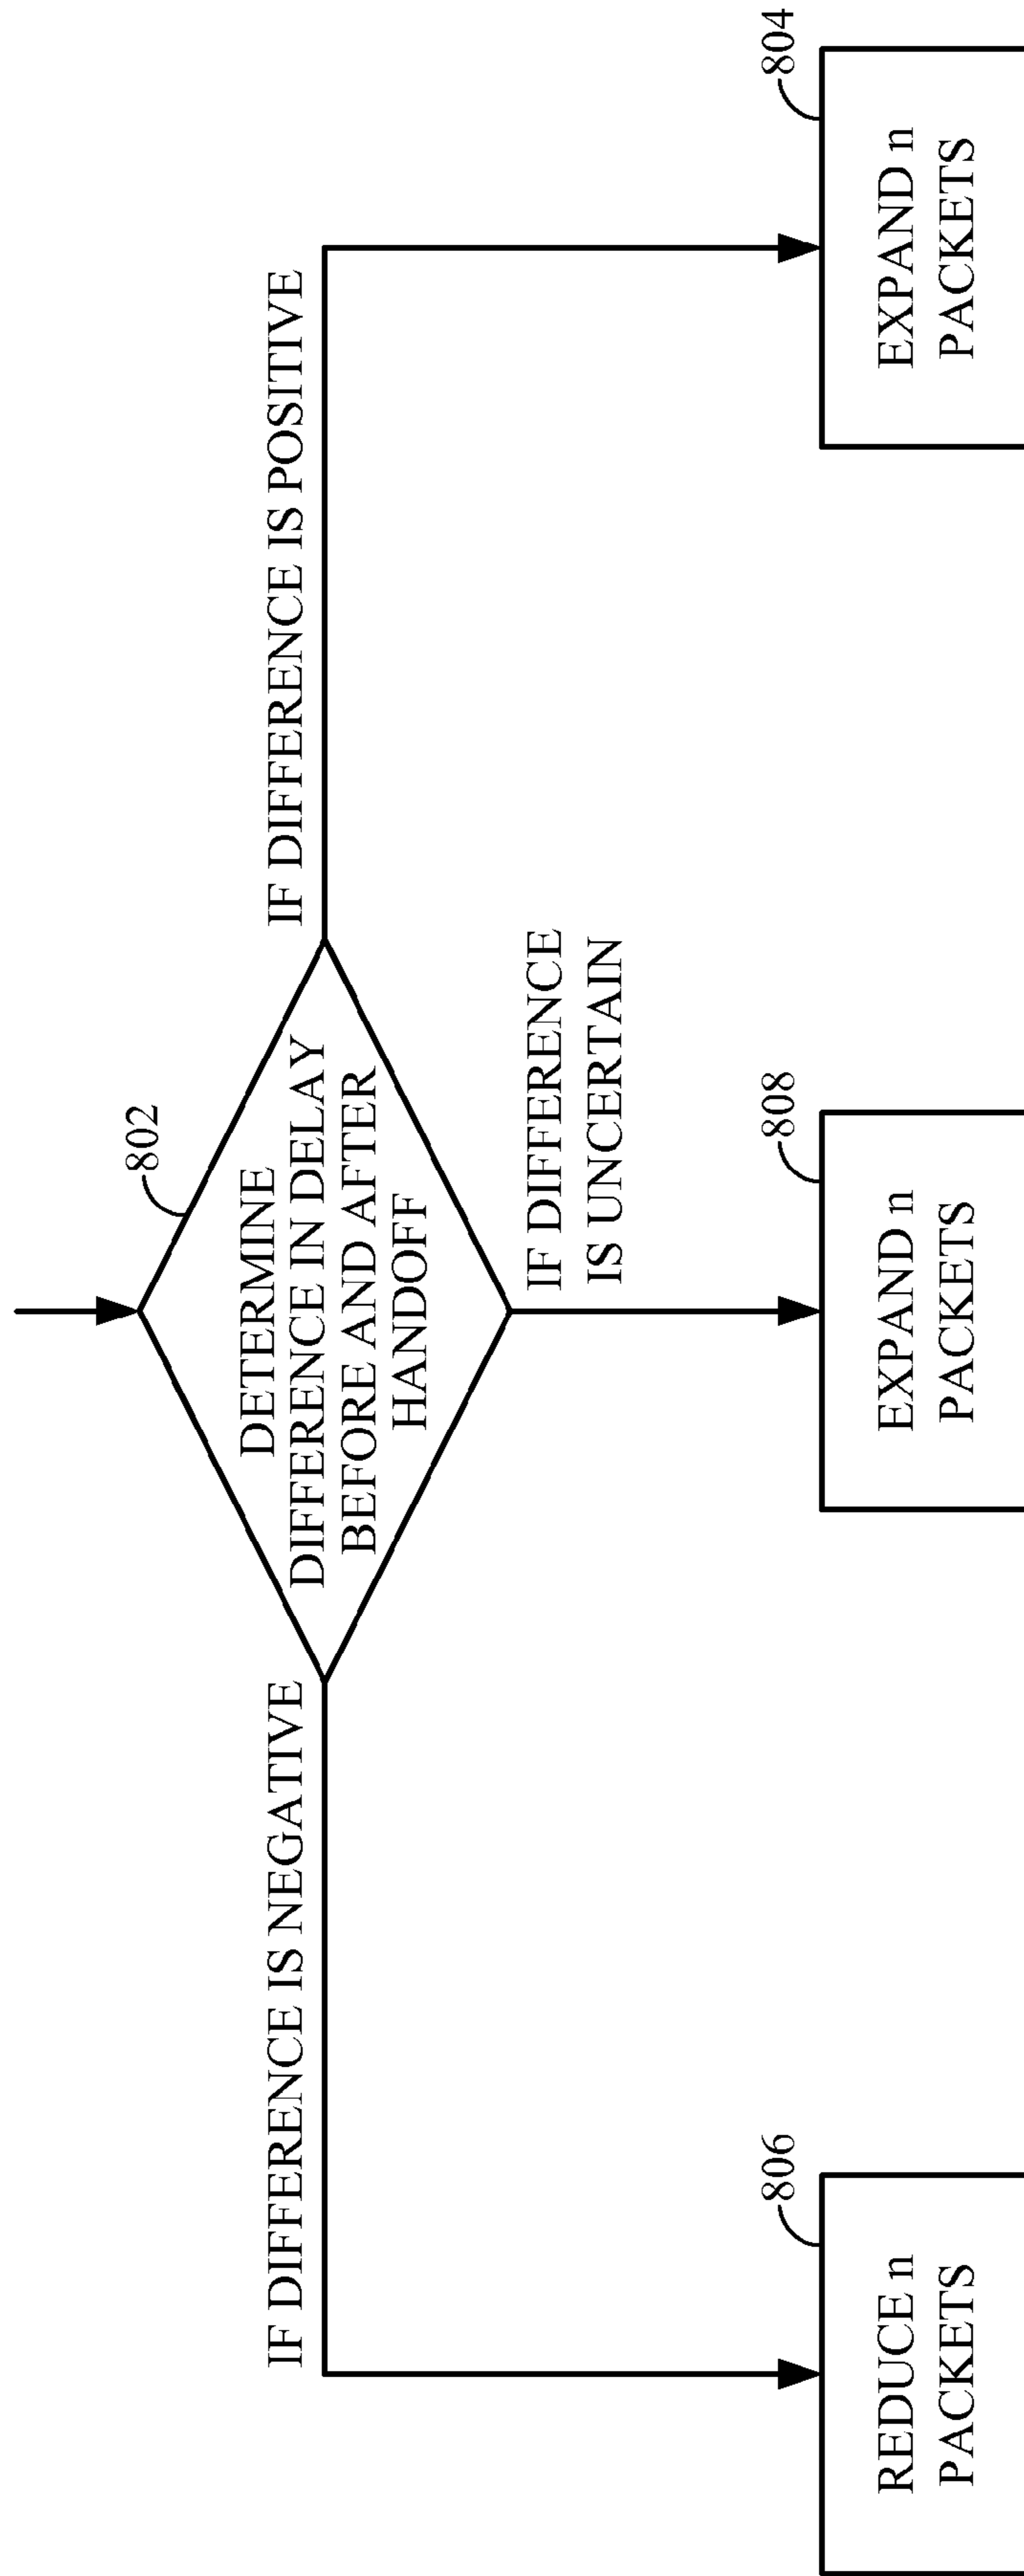 802
DETERMINE
DIFFERENCE IN DELAY
BEFORE AND AFTER
HANDOFF
IF DIFFERENCE IS NEGATIVE
IF DIFFERENCE IS POSITIVE
IF DIFFERENCE
IS UNCERTAIN
806
REDUCE n
PACKETS
808
EXPAND n
PACKETS
804
EXPAND n
PACKETS